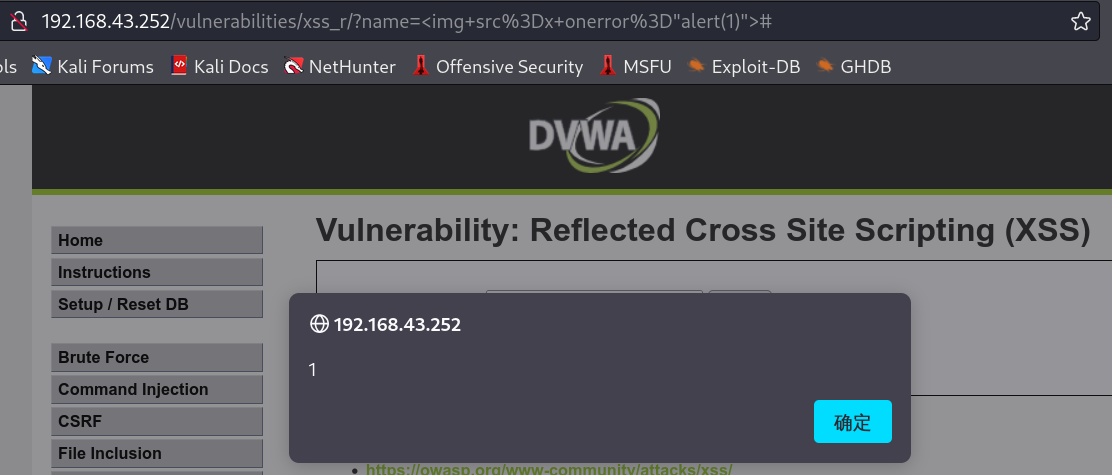 192.168.43.252/vulnerabilities/xss_r/?name=<img+src%3Dx+onerror%3D"alert(1)">#
ols Kali Forums Kali Docs NetHunter Offensive Security MSFU Exploit-DB GHDB
DVWA
Vulnerability: Reflected Cross Site Scripting (XSS)
Home
Instructions
Setup / Reset DB
192.168.43.252
Brute Force
1
Command Injection
CSRF
确定
File Inclusion
https://owasp.org/www-community/attacks/xss/